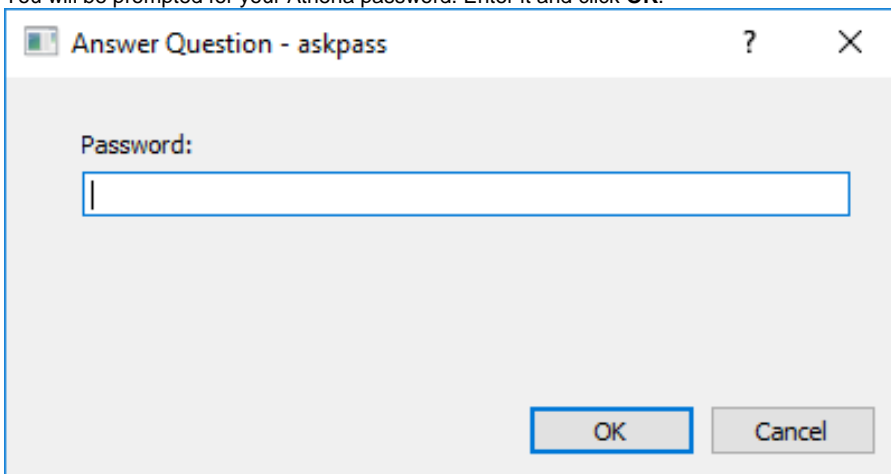 You will be prompted for your Athena password. Enter it and click OK.
Answer Question - askpass
Password:
OK Cancel